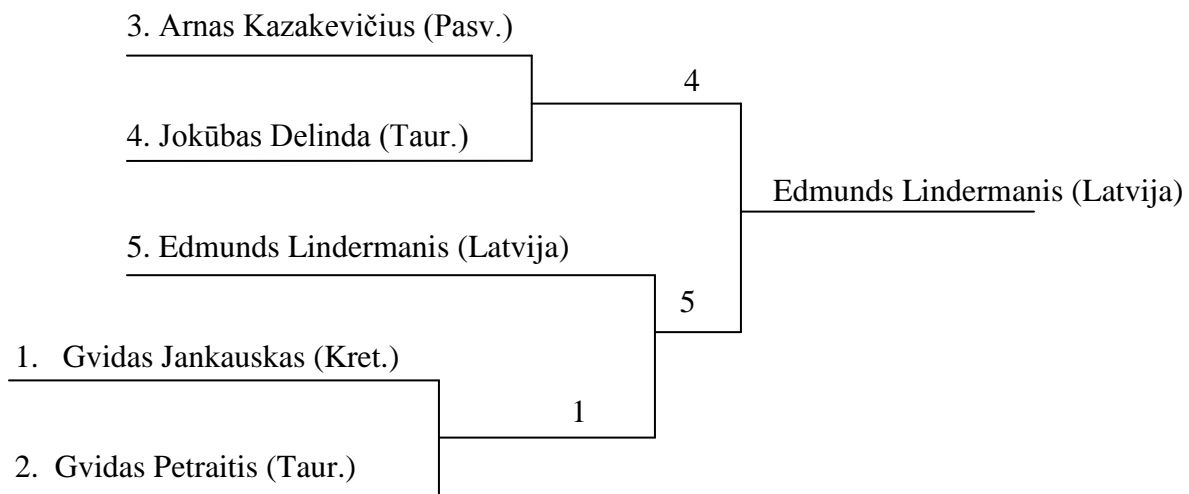 3. Arnas Kazakevičius (Pasv.)
4
4. Jokūbas Delinda (Taur.)
Edmunds Lindermanis (Latvija)
5. Edmunds Lindermanis (Latvija)
5
1. Gvidas Jankauskas (Kret.)
1
2. Gvidas Petraitis (Taur.)